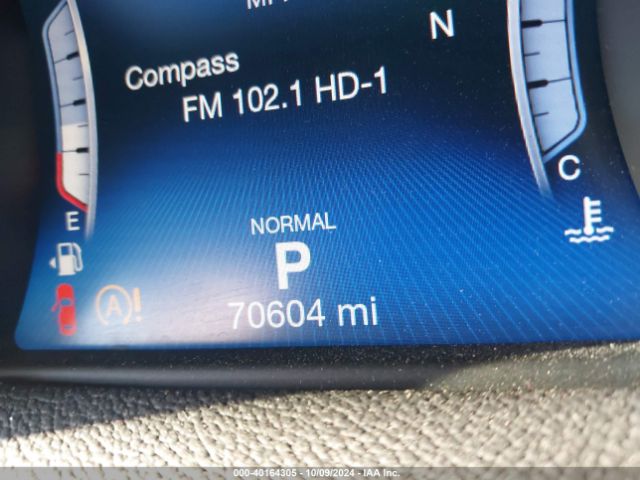 N
Compass
FM 102.1 HD-1
C
E
NORMAL
P
A!
70604 mi
000-40164305 - 10/09/2024 - IAA Inc.